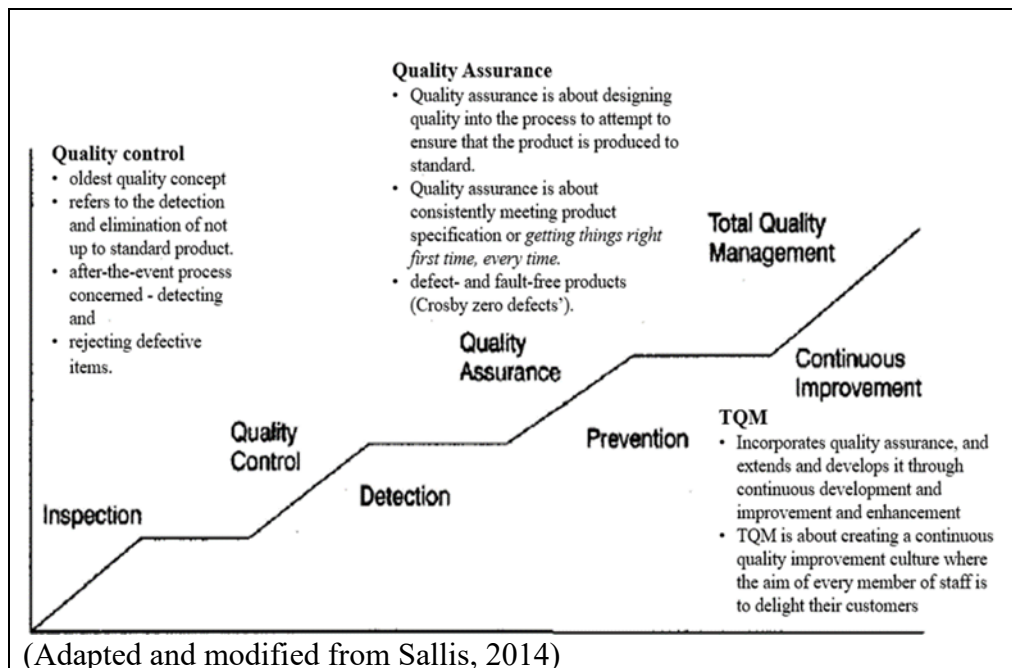 Quality Assurance
• Quality assurance is about designing
quality into the process to attempt to
ensure that the product is produced to
standard.
• Quality assurance is about
consistently meeting product
specification or getting things right
first time, every time.
• defect- and fault-free products
(Crosby zero defects’).
Quality control
• oldest quality concept
• refers to the detection
and elimination of not
up to standard product.
• after-the-event process
concerned - detecting
and
• rejecting defective
items.
Total Quality
Management
Quality
Assurance
Continuous
Improvement
Quality
Control
Prevention
Detection
Inspection
TQM
• Incorporates quality assurance, and
extends and develops it through
continuous development and
improvement and enhancement
• TQM is about creating a continuous
quality improvement culture where
the aim of every member of staff is
to delight their customers
(Adapted and modified from Sallis, 2014)